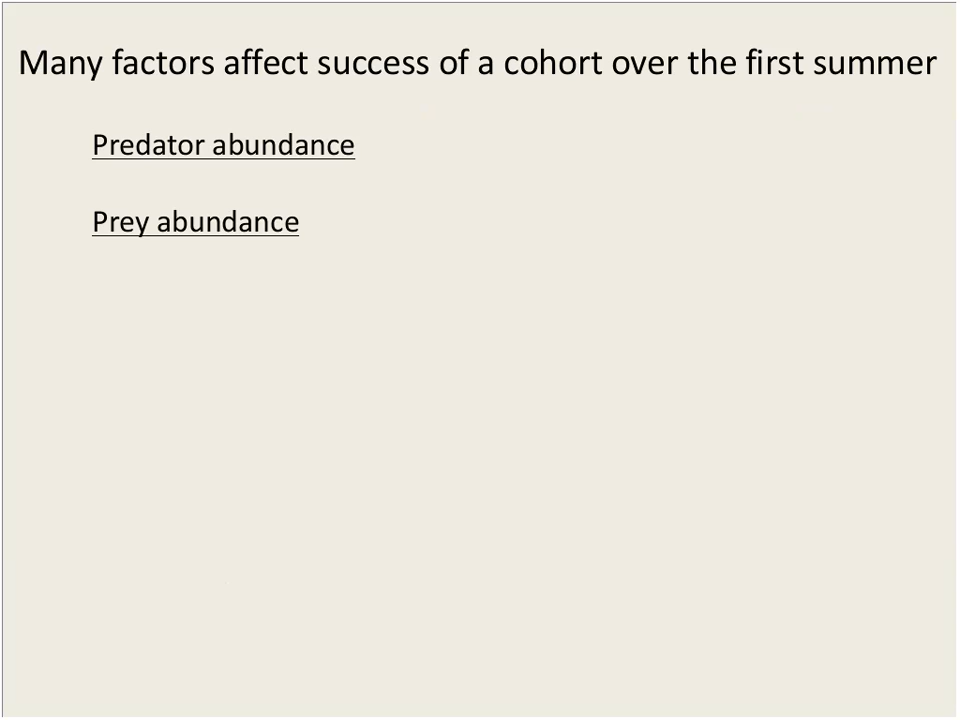 Many factors affect success of a cohort over the first summer
Predator abundance
Prey abundance